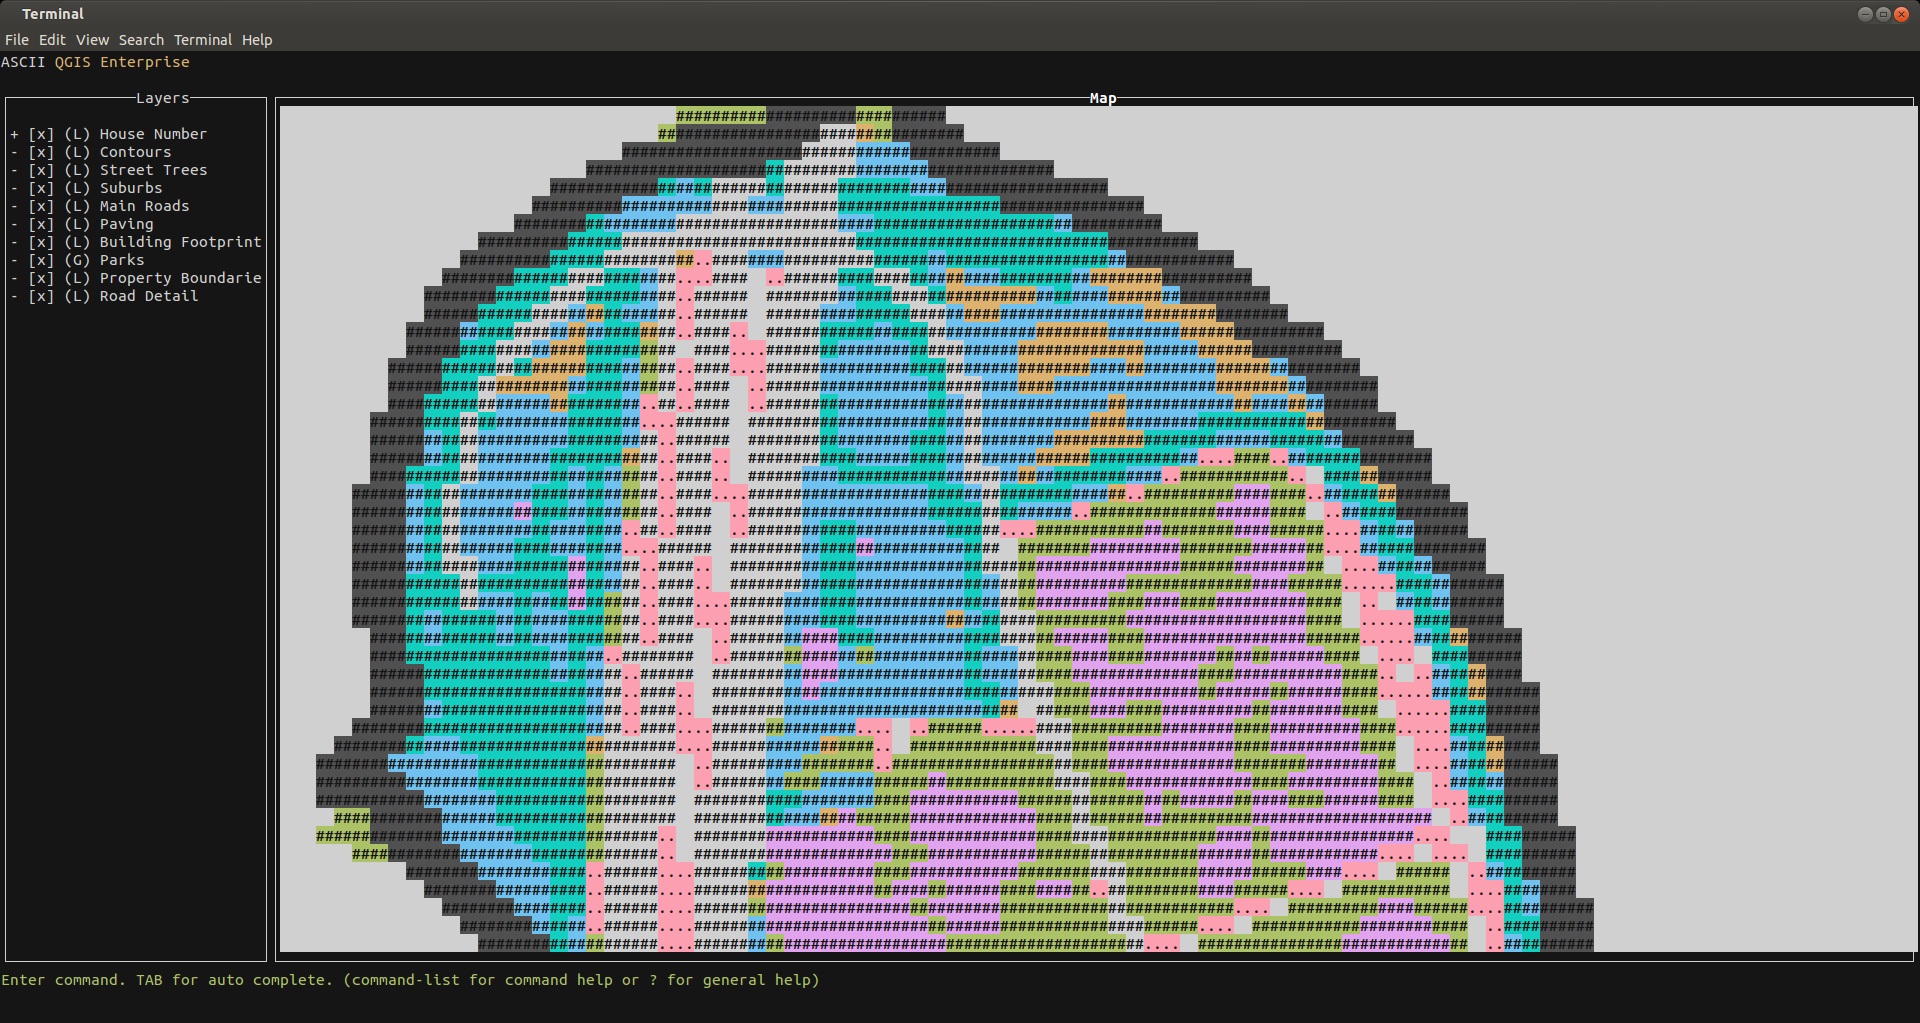 Terminal
File Edit View Search Terminal Help
ASCII QGIS Enterprise
Layers
Map
+ [x] (L) House Number
- [x] (L) Contours
- [x] (L) Street Trees
- [x] (L) Suburbs
- [x] (L) Main Roads
- [x] (L) Paving
- [x] (L) Building Footprint
- [x] (G) Parks
- [x] (L) Property Boundarie
- [x] (L) Road Detail
Enter command. TAB for auto complete. (command-list for command help or ? for general help)